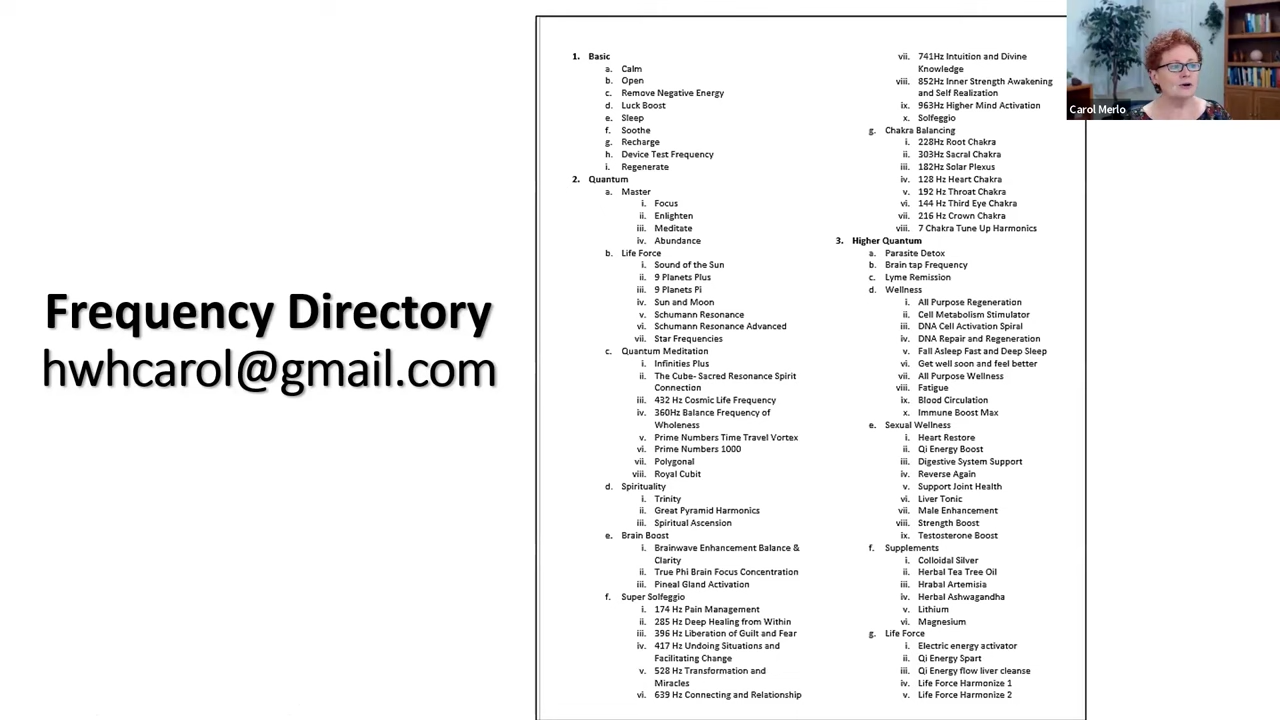 Frequency Directory
hwhcarol@gmail.com
1. Basic
a. Calm
b. Open
c. Remove Negative Energy
d. Luck Boost
e. Sleep
f. Soothe
g. Recharge
h. Device Test Frequency
i. Regenerate
2. Quantum
a. Master
i. Focus
ii. Enlighten
iii. Meditate
iv. Abundance
b. Life Force
i. Sound of the Sun
ii. 9 Planets Plus
iii. 9 Planets Pi
iv. Sun and Moon
v. Schumann Resonance
vi. Schumann Resonance Advanced
vii. Star Frequencies
c. Quantum Meditation
i. Infinities Plus
ii. The Cube- Sacred Resonance Spirit
Connection
iii. 432 Hz Cosmic Life Frequency
iv. 360Hz Balance Frequency of
Wholeness
v. Prime Numbers Time Travel Vortex
vi. Prime Numbers 1000
vii. Polygonal
viii. Royal Cubit
d. Spirituality
i. Trinity
ii. Great Pyramid Harmonics
iii. Spiritual Ascension
e. Brain Boost
i. Brainwave Enhancement Balance &
Clarity
ii. True Phi Brain Focus Concentration
iii. Pineal Gland Activation
f. Super Solfeggio
i. 174 Hz Pain Management
ii. 285 Hz Deep Healing from Within
iii. 396 Hz Liberation of Guilt and Fear
iv. 417 Hz Undoing Situations and
Facilitating Change
v. 528 Hz Transformation and
Miracles
vi. 639 Hz Connecting and Relationship
vii. 741Hz Intuition and Divine
Knowledge
viii. 852Hz Inner Strength Awakening
and Self Realization
ix. 963Hz Higher Mind Activation
x. Solfeggio
g. Chakra Balancing
i. 228Hz Root Chakra
ii. 303Hz Sacral Chakra
iii. 182Hz Solar Plexus
iv. 128 Hz Heart Chakra
v. 192 Hz Throat Chakra
vi. 144 Hz Third Eye Chakra
vii. 216 Hz Crown Chakra
viii. 7 Chakra Tune Up Harmonics
3. Higher Quantum
a. Parasite Detox
b. Brain tap Frequency
c. Lyme Remission
d. Wellness
i. All Purpose Regeneration
ii. Cell Metabolism Stimulator
iii. DNA Cell Activation Spiral
iv. DNA Repair and Regeneration
v. Fall Asleep Fast and Deep Sleep
vi. Get well soon and feel better
vii. All Purpose Wellness
viii. Fatigue
ix. Blood Circulation
x. Immune Boost Max
e. Sexual Wellness
i. Heart Restore
ii. Qi Energy Boost
iii. Digestive System Support
iv. Reverse Again
v. Support Joint Health
vi. Liver Tonic
vii. Male Enhancement
viii. Strength Boost
ix. Testosterone Boost
f. Supplements
i. Colloidal Silver
ii. Herbal Tea Tree Oil
iii. Hrabal Artemisia
iv. Herbal Ashwagandha
v. Lithium
vi. Magnesium
g. Life Force
i. Electric energy activator
ii. Qi Energy Spart
iii. Qi Energy flow liver cleanse
iv. Life Force Harmonize 1
v. Life Force Harmonize 2
Carol Merlo